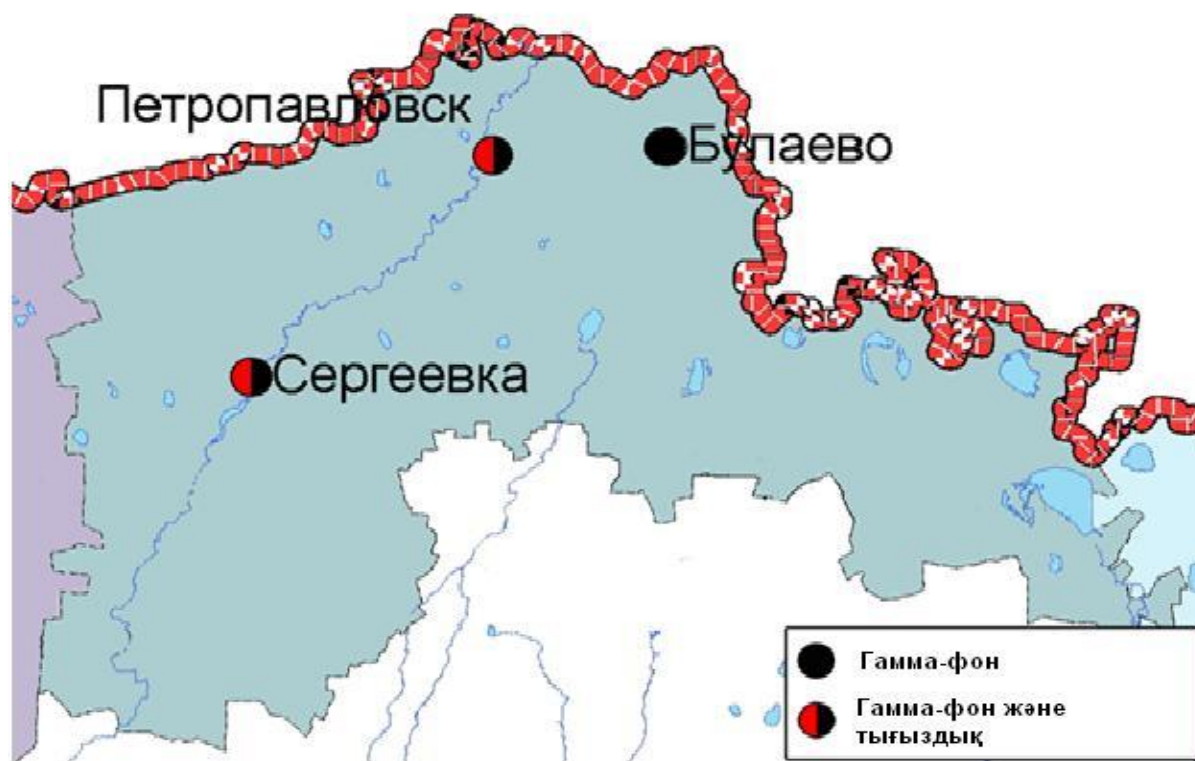 Петропавловск
Булаево
Сергеевка
Гамма-фон
Гамма-фон және
тығыздық